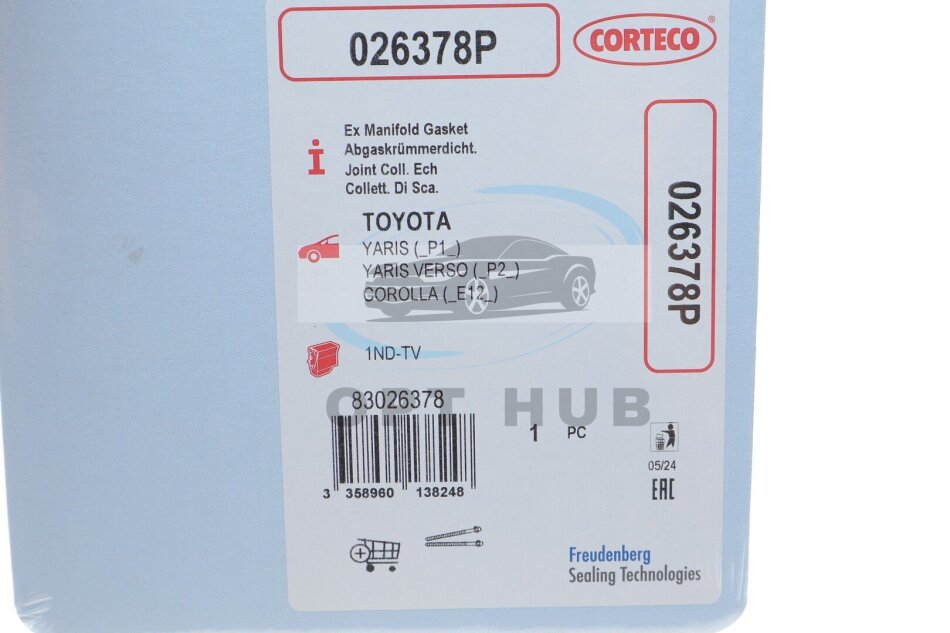 026378P
CORTECO®
Ex Manifold Gasket
Abgaskrümmerdicht.
Joint Coll. Ech
Collett. Di Sca.
TOYOTA
YARIS (_P1_)
YARIS VERSO (_P2_)
COROLLA (_E12_)
026378P
1ND-TV
83026378
OPT HUB
1 PC
3 358960 138248
05/24
EAC
Freudenberg
Sealing Technologies